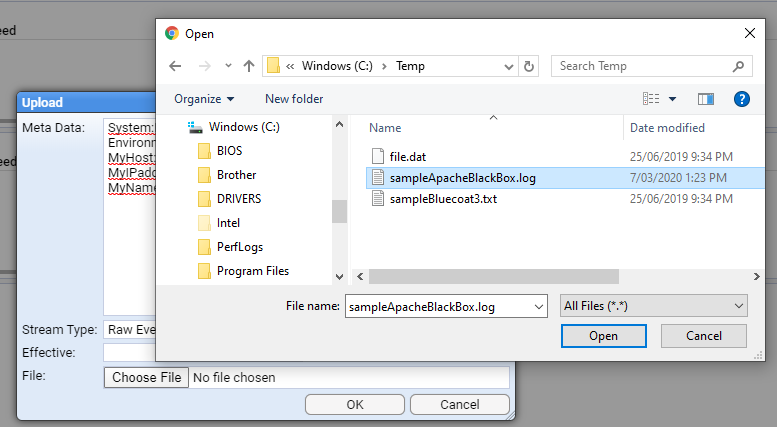 eed
Open
« Windows (C:) > Temp
Search Temp
Organize
New folder
Upload
Meta Data:
System:
Environm
MyHost:
MyIPadd
MyName
eed
Windows (C:)
BIOS
Brother
DRIVERS
Intel
PerfLogs
Program Files
Name
Date modified
file.dat
25/06/2019 9:34 PM
sampleApacheBlackBox.log
7/03/2020 1:23 PM
sampleBluecoat3.txt
25/06/2019 9:34 PM
File name:
sampleApacheBlackBox.log
All Files (*.*)
Open
Cancel
Stream Type:
Raw Eve
Effective:
File:
Choose File
No file chosen
OK
Cancel